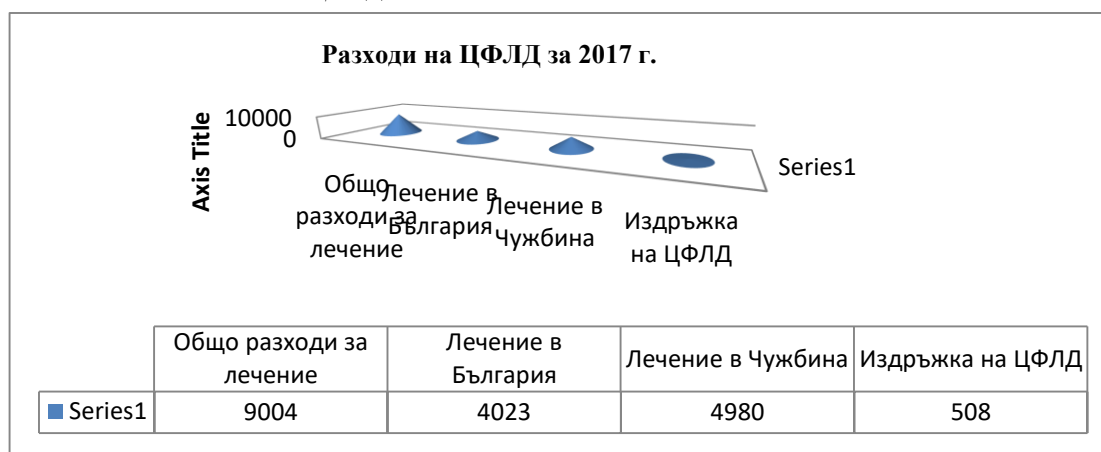 Разходи на ЦФЛД за 2017 г.
Axis Title
10000
0
Общо
разходи за
лечение
Лечение в
България
Лечение в
Чужбина
Издръжка
на ЦФЛД
Series1
Общо разходи за
лечение
Лечение в
България
Лечение в Чужбина
Издръжка на ЦФЛД
Series1
9004
4023
4980
508